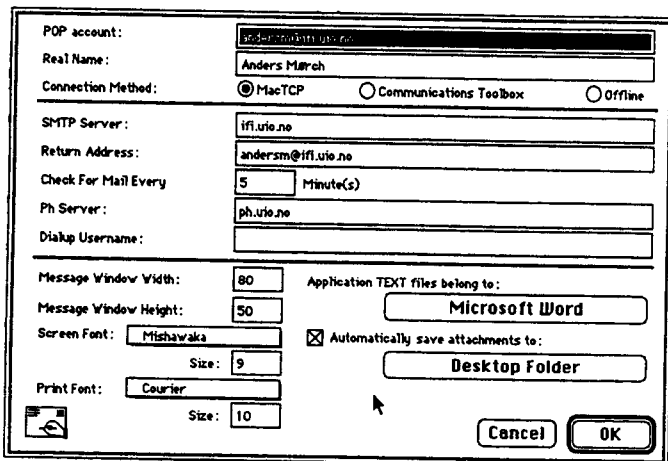 POP account:
Real Name: Anders Mørch
Connection Method: MacTCP Communications Toolbox Offline
SMTP Server: ifi.uio.no
Return Address: andersm@ifi.uio.no
Check For Mail Every 5 Minute(s)
Ph Server: ph.uio.no
Dialup Username:
Message Window Width: 80 Application TEXT files belong to:
Message Window Height: 50 Microsoft Word
Screen Font: Mishawaka Automatically save attachments to:
Size: 9 Desktop Folder
Print Font: Courier
Size: 10
Cancel OK